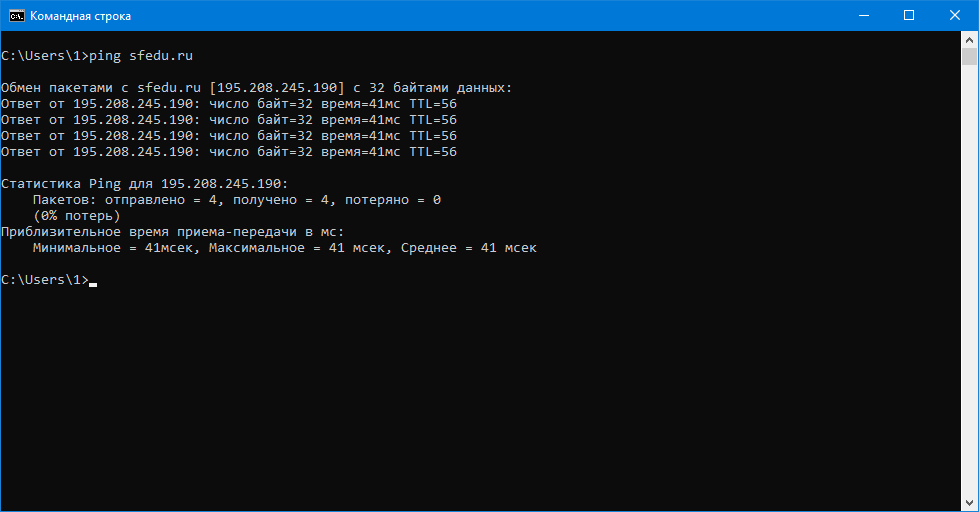 Командная строка
C:\Users\1>ping sfedu.ru
Обмен пакетами с sfedu.ru [195.208.245.190] с 32 байтами данных:
Ответ от 195.208.245.190: число байт=32 время=41мс TTL=56
Ответ от 195.208.245.190: число байт=32 время=41мс TTL=56
Ответ от 195.208.245.190: число байт=32 время=41мс TTL=56
Ответ от 195.208.245.190: число байт=32 время=41мс TTL=56
Статистика Ping для 195.208.245.190:
    Пакетов: отправлено = 4, получено = 4, потеряно = 0
    (0% потерь)
Приблизительное время приема-передачи в мс:
    Минимальное = 41мсек, Максимальное = 41 мсек, Среднее = 41 мсек
C:\Users\1>